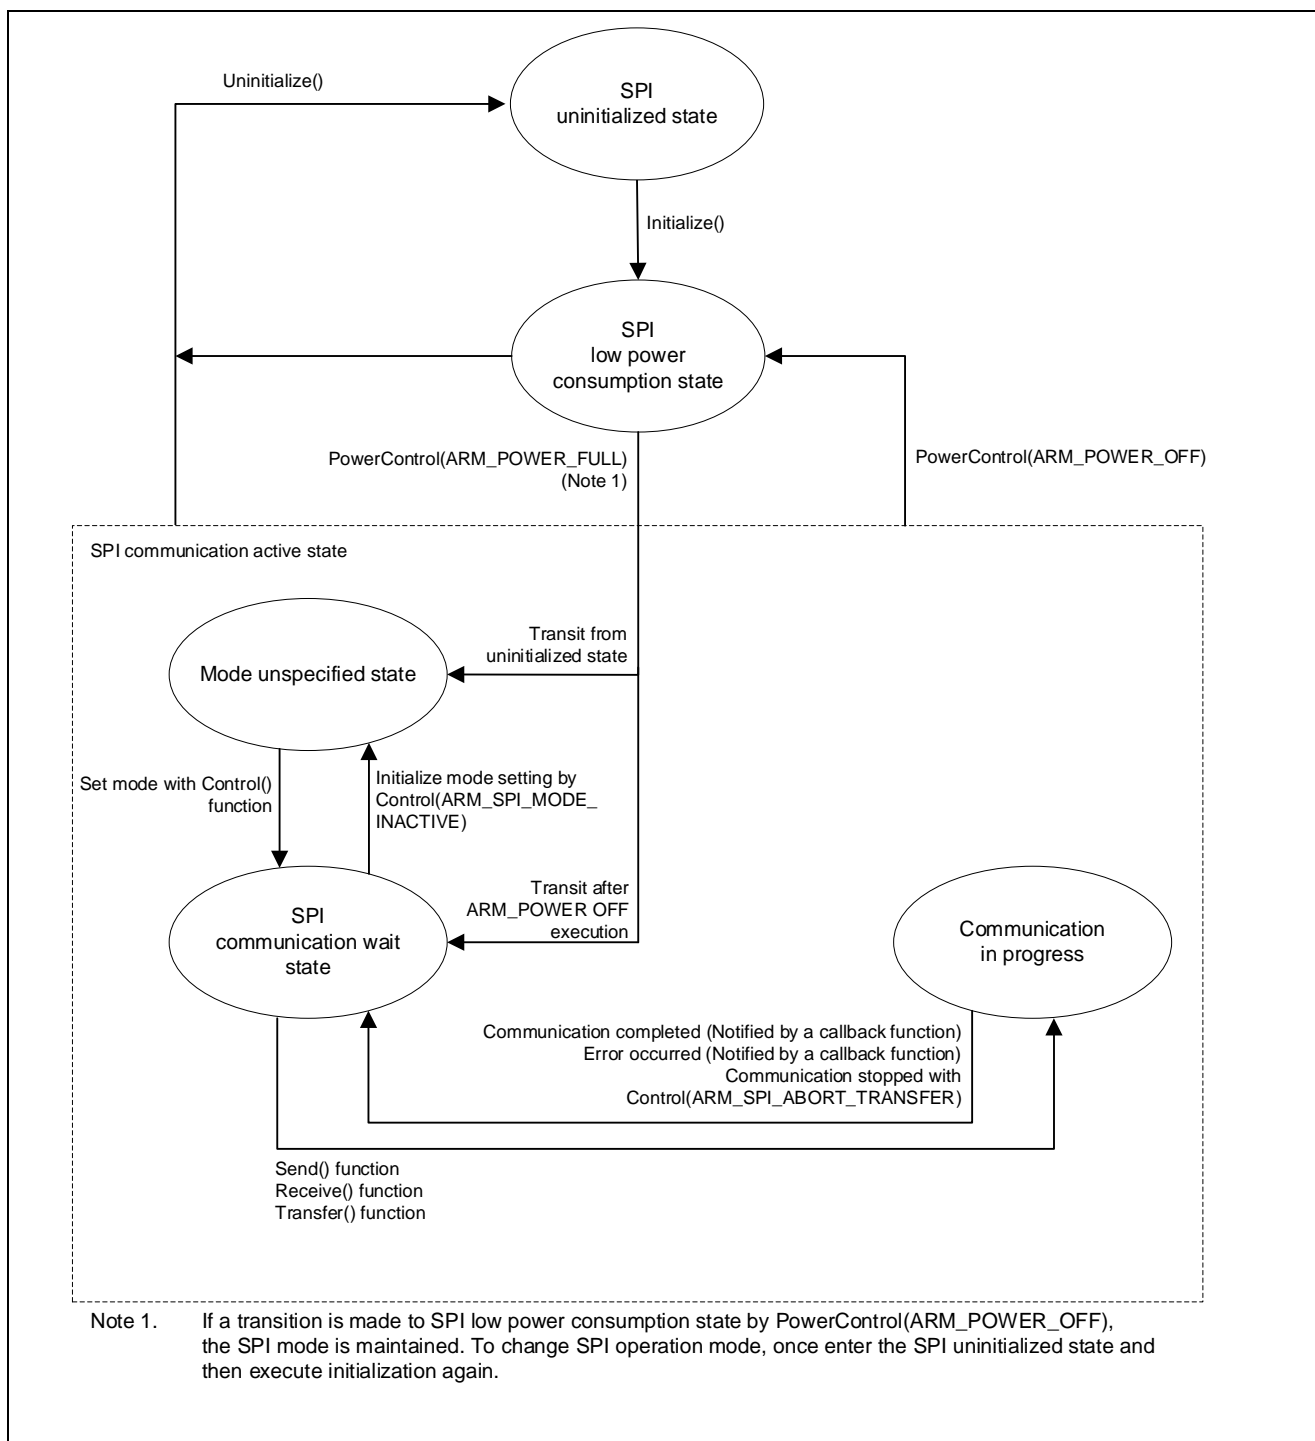 Uninitialize()
SPI
uninitialized state
Initialize()
SPI
low power
consumption state
PowerControl(ARM_POWER_FULL)
(Note 1)
PowerControl(ARM_POWER_OFF)
SPI communication active state
Transit from
uninitialized state
Mode unspecified state
Set mode with Control()
function
Initialize mode setting by
Control(ARM_SPI_MODE_
INACTIVE)
Transit after
ARM_POWER OFF
execution
SPI
communication wait
state
Communication
in progress
Communication completed (Notified by a callback function)
Error occurred (Notified by a callback function)
Communication stopped with
Control(ARM_SPI_ABORT_TRANSFER)
Send() function
Receive() function
Transfer() function
Note 1. If a transition is made to SPI low power consumption state by PowerControl(ARM_POWER_OFF),
the SPI mode is maintained. To change SPI operation mode, once enter the SPI uninitialized state and
then execute initialization again.